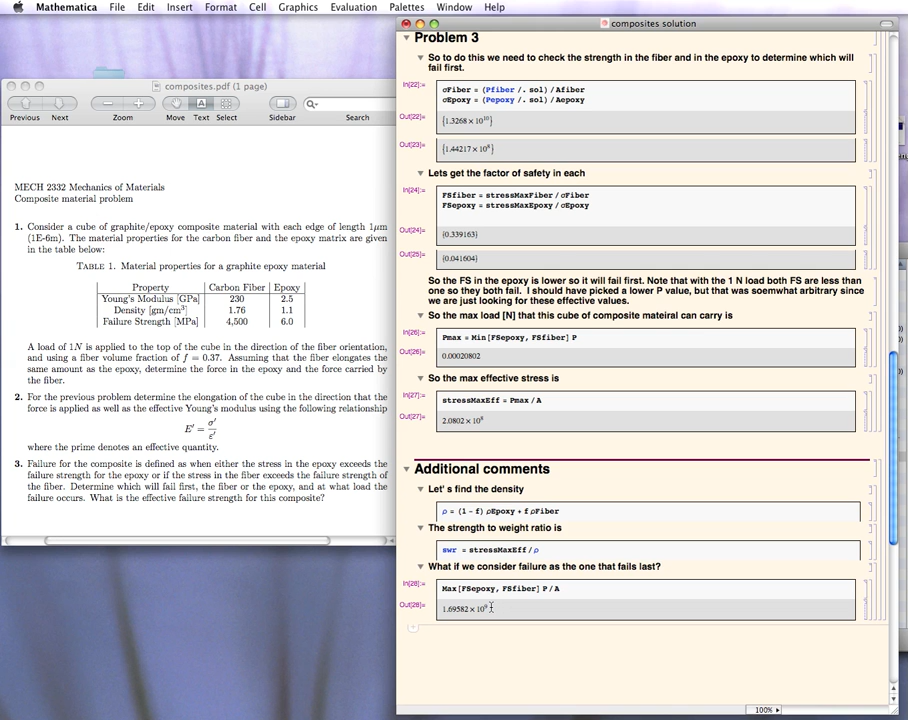 Mathematica File Edit Insert Format Cell Graphics Evaluation Palettes Window Help
composites.pdf (1 page)
Previous Next Zoom Move Text Select Sidebar Search
MECH 2332 Mechanics of Materials
Composite material problem
1. Consider a cube of graphite/epoxy composite material with each edge of length 1μm
(1E-6m). The material properties for the carbon fiber and the epoxy matrix are given
in the table below:
TABLE 1. Material properties for a graphite epoxy material
Property Carbon Fiber Epoxy
Young's Modulus [GPa] 230 2.5
Density [gm/cm³] 1.76 1.1
Failure Strength [MPa] 4,500 6.0
A load of 1N is applied to the top of the cube in the direction of the fiber orientation,
and using a fiber volume fraction of f = 0.37. Assuming that the fiber elongates the
same amount as the epoxy, determine the force in the epoxy and the force carried by
the fiber.
2. For the previous problem determine the elongation of the cube in the direction that the
force is applied as well as the effective Young's modulus using the following relationship
E′ = σ′/ε′
where the prime denotes an effective quantity.
3. Failure for the composite is defined as when either the stress in the epoxy exceeds the
failure strength for the epoxy or if the stress in the fiber exceeds the failure strength of
the fiber. Determine which will fail first, the fiber or the epoxy, and at what load the
failure occurs. What is the effective failure strength for this composite?
composites solution
Problem 3
So to do this we need to check the strength in the fiber and in the epoxy to determine which will
fail first.
In[22]:= σFiber = (Pfiber /. sol) / Afiber
σEpoxy = (Pepoxy /. sol) / Aepoxy
Out[22]= {1.3268 × 10¹⁰}
Out[23]= {1.44217 × 10⁸}
Lets get the factor of safety in each
In[24]:= FSfiber = stressMaxFiber / σFiber
FSepoxy = stressMaxEpoxy / σEpoxy
Out[24]= {0.339163}
Out[25]= {0.041604}
So the FS in the epoxy is lower so it will fail first. Note that with the 1 N load both FS are less than
one so they both fail. I should have picked a lower P value, but that was soemwhat arbitrary since
we are just looking for these effective values.
So the max load [N] that this cube of composite mateiral can carry is
In[26]:= Pmax = Min[FSepoxy, FSfiber] P
Out[26]= 0.00020802
So the max effective stress is
In[27]:= stressMaxEff = Pmax / A
Out[27]= 2.0802 × 10⁸
Additional comments
Let' s find the density
ρ = (1 - f) ρEpoxy + f ρFiber
The strength to weight ratio is
swr = stressMaxEff / ρ
What if we consider failure as the one that fails last?
In[28]:= Max[FSepoxy, FSfiber] P / A
Out[28]= 1.69582 × 10⁹
100%